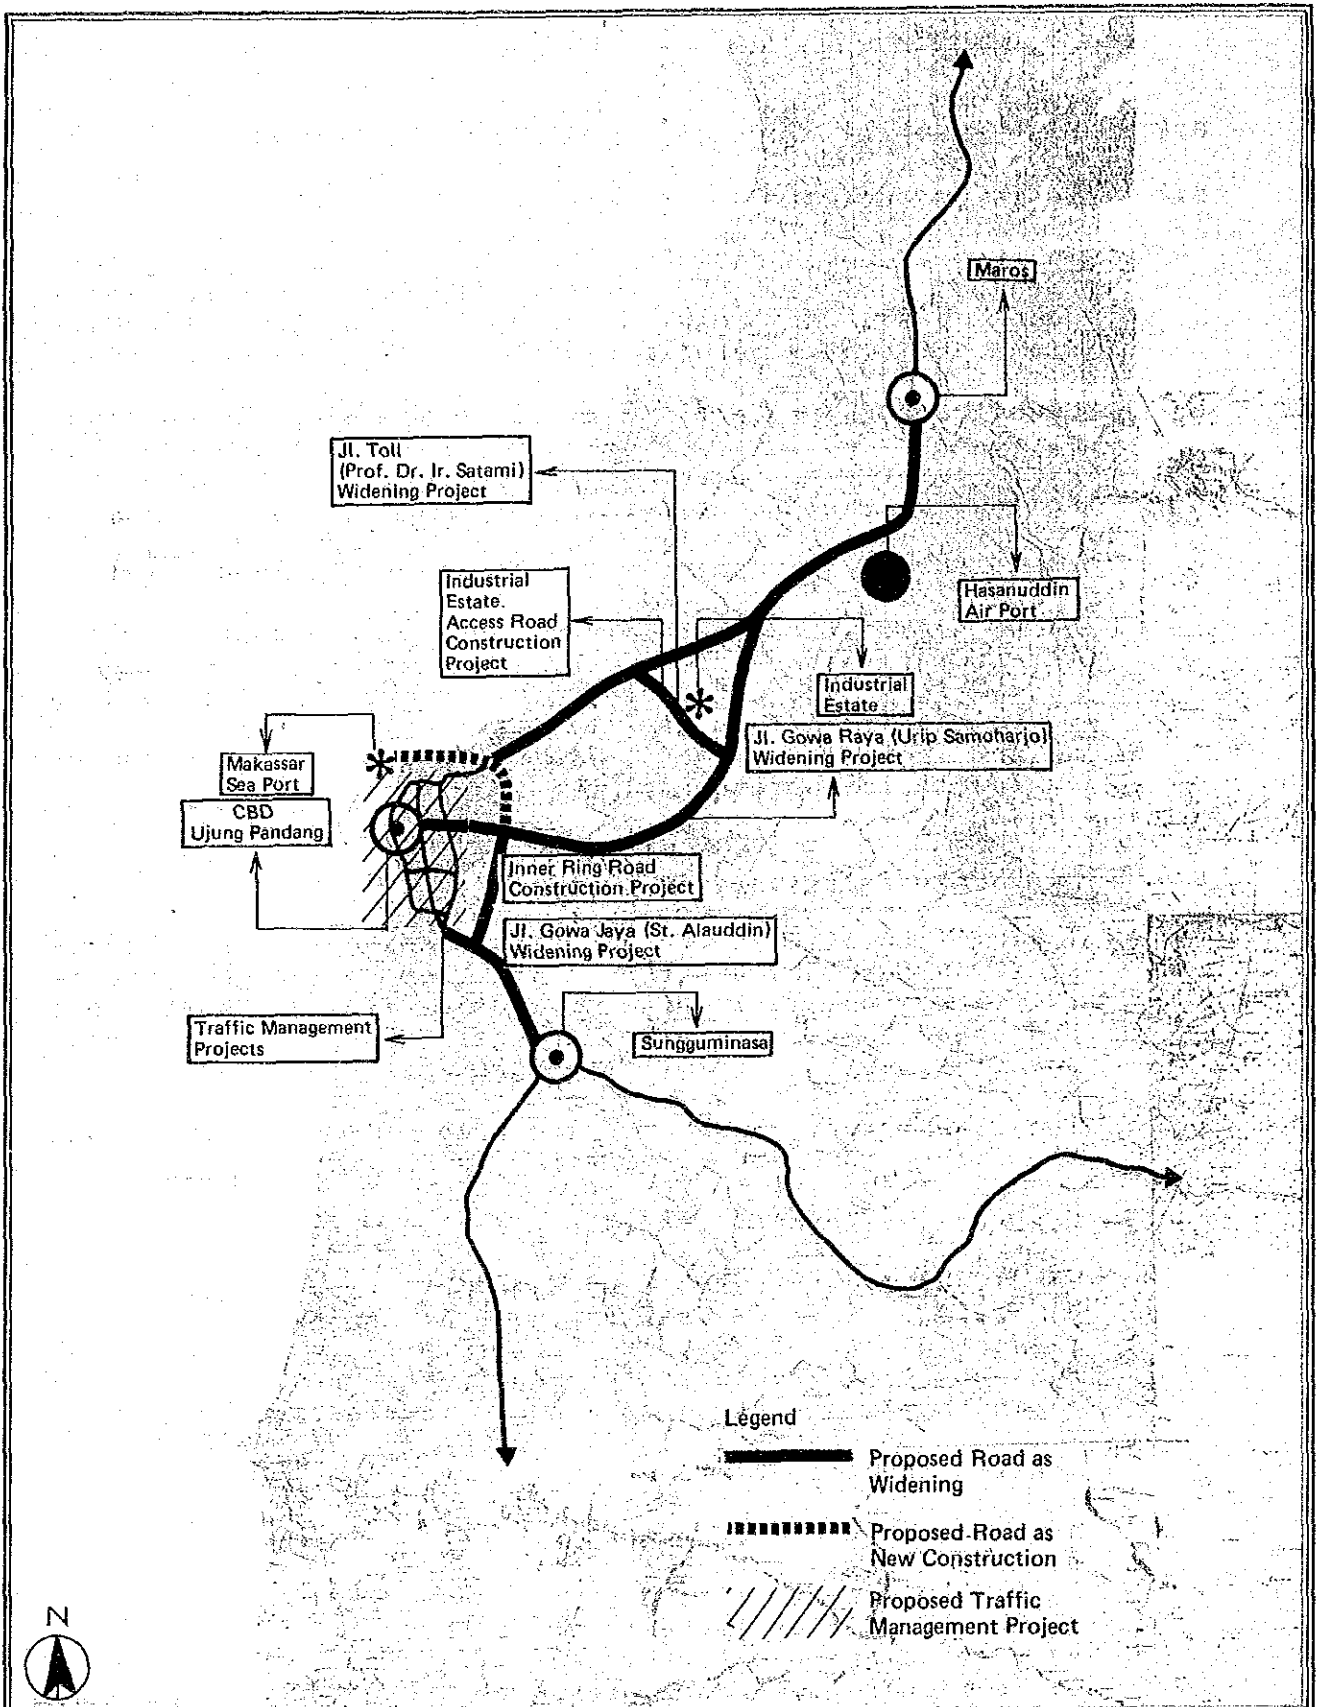 Maros
Jl. Toll
(Prof. Dr. Ir. Satami)
Widening Project
Industrial
Estate.
Access Road
Construction
Project
Hasanuddin
Air Port
Industrial
Estate
Jl. Gowa Raya (Urip Samoharjo)
Widening Project
Makassar
Sea Port
CBD
Ujung Pandang
Inner Ring Road
Construction Project
Jl. Gowa Jaya (St. Alauddin)
Widening Project
Traffic Management
Projects
Sungguminasa
Legend
Proposed Road as
Widening
Proposed Road as
New Construction
Proposed Traffic
Management Project
N